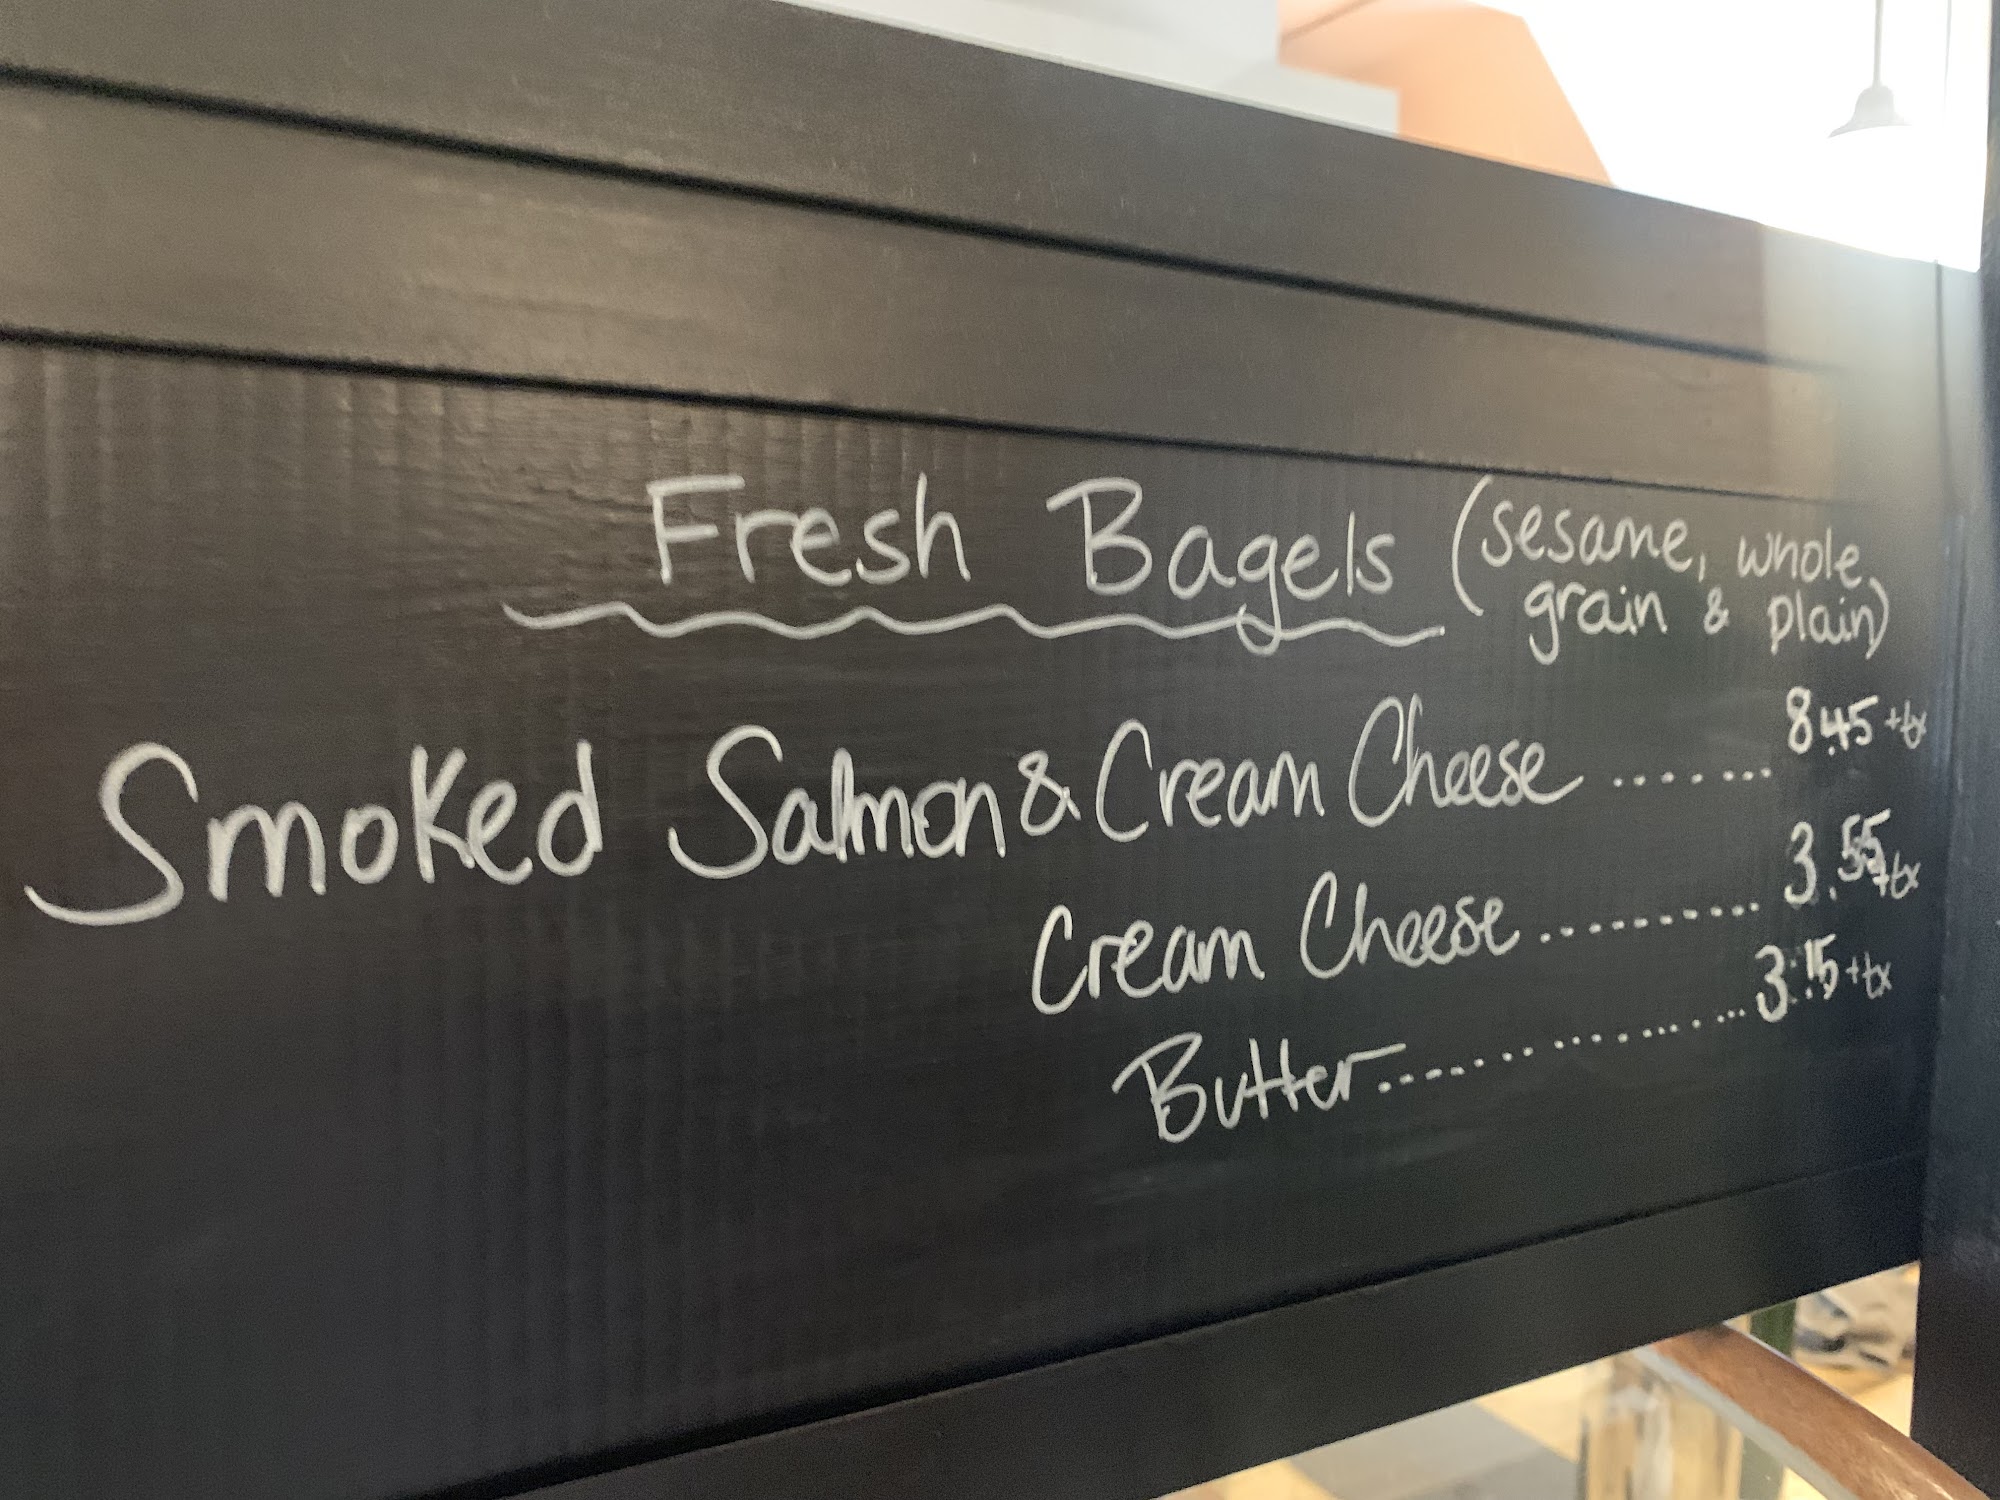 Fresh Bagels (sesame, whole
grain & plain)
Smoked Salmon & Cream Cheese ........ 8.45 +tx
Cream Cheese ........... 3.55 +tx
Butter ................ 3.15 +tx